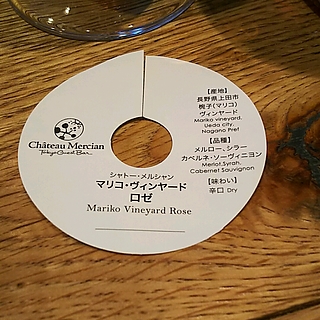 Château Mercian
Tokyo Guest Bar
シャトー・メルシャン
マリコ・ヴィンヤード
ロゼ
Mariko Vineyard Rose
【産地】
長野県上田市
椀子(マリコ)
ヴィンヤード
Mariko vineyard,
Ueda city,
Nagano Pref
【品種】
メルロー、シラー
カベルネ・ソーヴィニヨン
Merlot,Syrah,
Cabernet Sauvignon
【味わい】
辛口 Dry